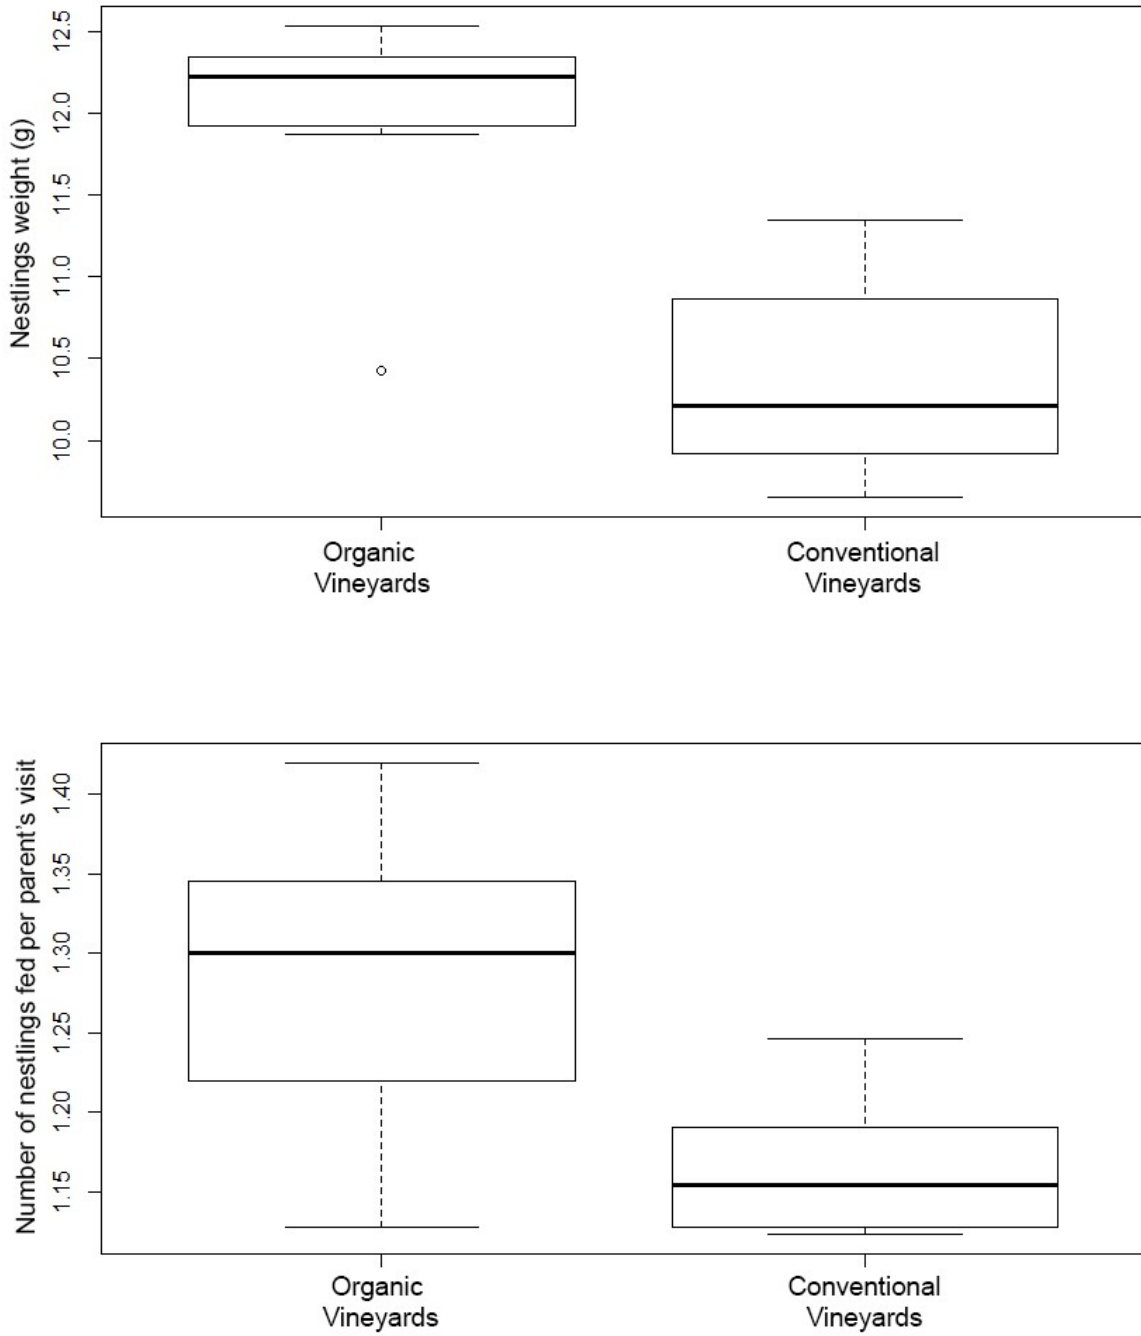 Nestlings weight (g)
12.5
12.0
11.5
11.0
10.5
10.0
Organic
Vineyards
Conventional
Vineyards
Number of nestlings fed per parent’s visit
1.40
1.35
1.30
1.25
1.20
1.15
Organic
Vineyards
Conventional
Vineyards